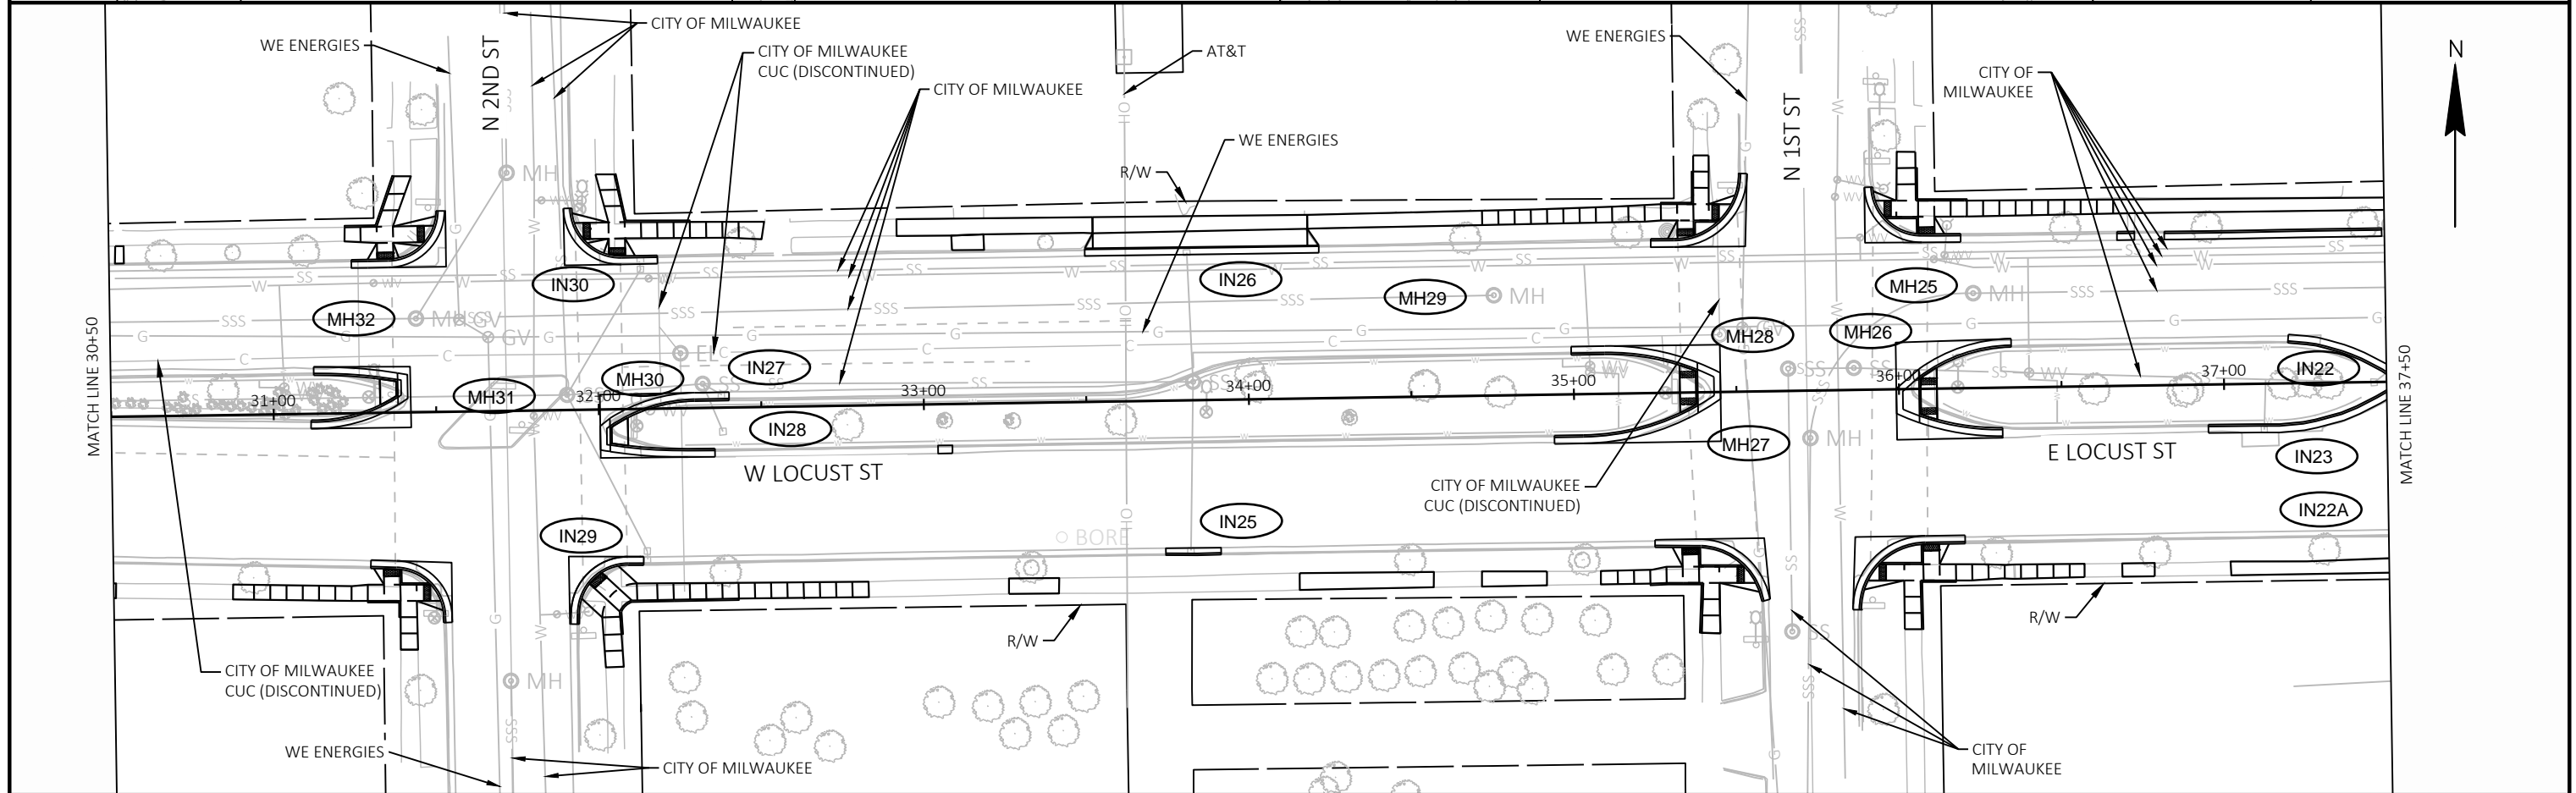 CITY OF MILWAUKEE
WE ENERGIES
N 2ND ST
CITY OF MILWAUKEE
CUC (DISCONTINUED)
CITY OF MILWAUKEE
AT&T
WE ENERGIES
WE ENERGIES
N 1ST ST
CITY OF
MILWAUKEE
N
R/W
MH
IN30
IN26
MH29
MH
MH25
MH
MH32
MH
GV
GV
EL
IN27
MH28
MH26
MH31
MH30
SS
IN28
MH27
MH
IN22
IN23
IN22A
31+00
32+00
33+00
34+00
35+00
36+00
37+00
MATCH LINE 30+50
MATCH LINE 37+50
W LOCUST ST
E LOCUST ST
CITY OF MILWAUKEE
CUC (DISCONTINUED)
IN29
BORE
IN25
R/W
R/W
SS
CITY OF MILWAUKEE
CUC (DISCONTINUED)
MH
WE ENERGIES
CITY OF MILWAUKEE
CITY OF
MILWAUKEE